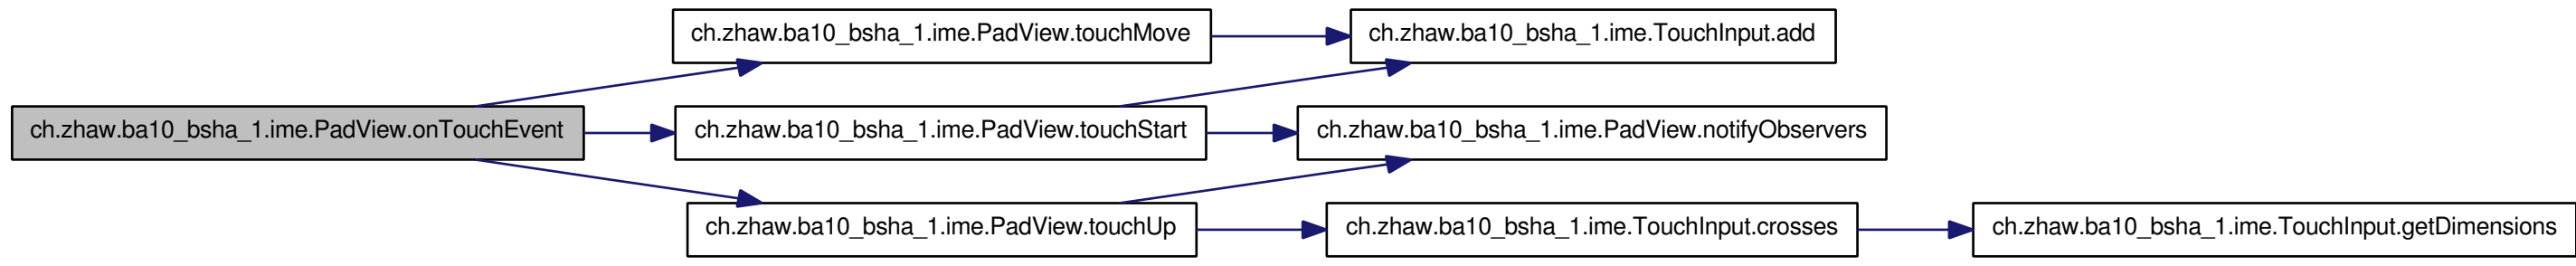 ch.zhaw.ba10_bsha_1.ime.PadView.touchMove
ch.zhaw.ba10_bsha_1.ime.TouchInput.add
ch.zhaw.ba10_bsha_1.ime.PadView.onTouchEvent
ch.zhaw.ba10_bsha_1.ime.PadView.touchStart
ch.zhaw.ba10_bsha_1.ime.PadView.notifyObservers
ch.zhaw.ba10_bsha_1.ime.PadView.touchUp
ch.zhaw.ba10_bsha_1.ime.TouchInput.crosses
ch.zhaw.ba10_bsha_1.ime.TouchInput.getDimensions